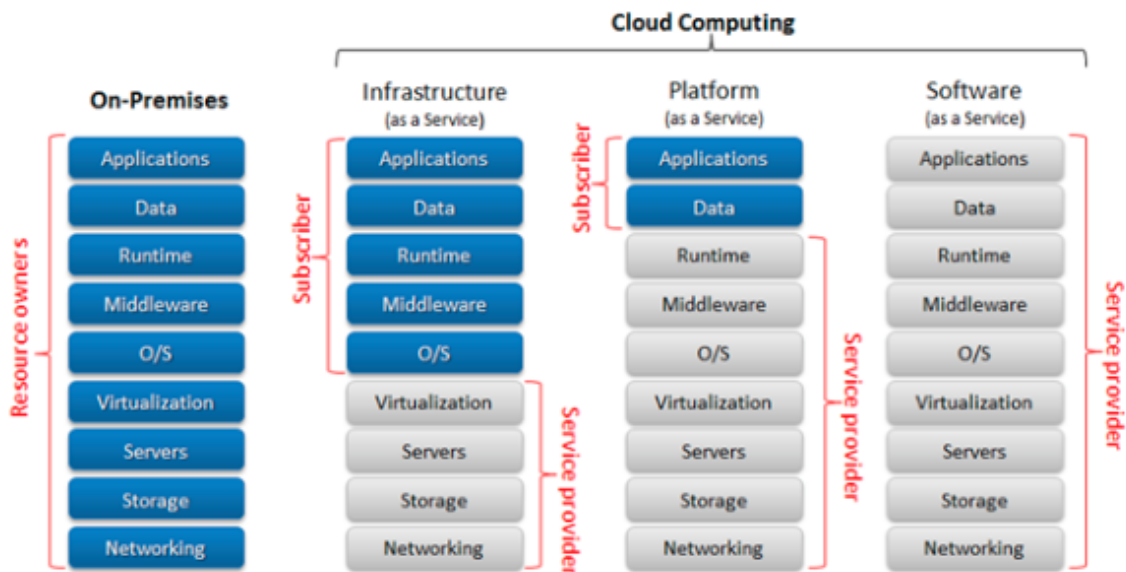 Cloud Computing
On-Premises
Resource owners
Applications
Data
Runtime
Middleware
O/S
Virtualization
Servers
Storage
Networking
Infrastructure
(as a Service)
Subscriber
Applications
Data
Runtime
Middleware
O/S
Virtualization
Servers
Storage
Networking
Service provider
Platform
(as a Service)
Subscriber
Applications
Data
Runtime
Middleware
O/S
Virtualization
Servers
Storage
Networking
Service provider
Software
(as a Service)
Applications
Data
Runtime
Middleware
O/S
Virtualization
Servers
Storage
Networking
Service provider